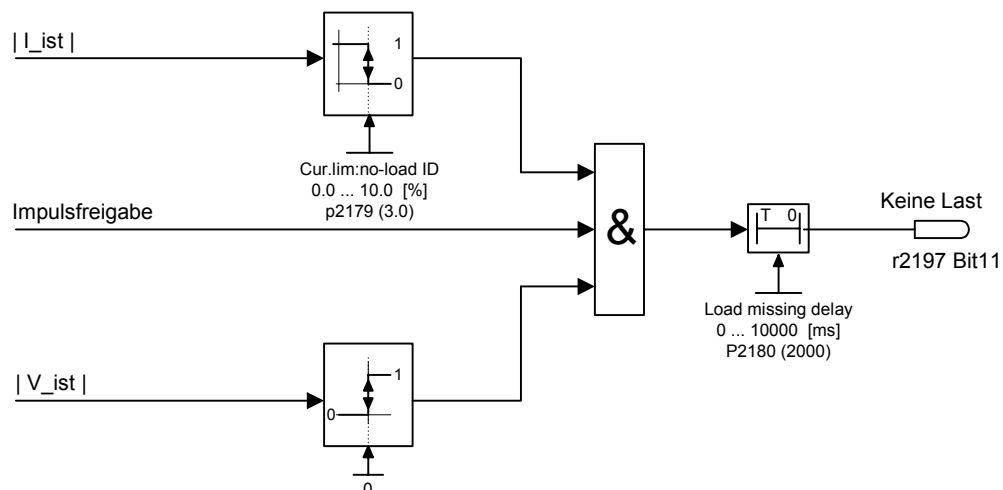 | I_ist |
1
0
Cur.lim:no-load ID
0.0 ... 10.0 [%]
p2179 (3.0)
Impulsfreigabe
&
T 0
Keine Last
r2197 Bit11
Load missing delay
0 ... 10000 [ms]
P2180 (2000)
| V_ist |
1
0
0